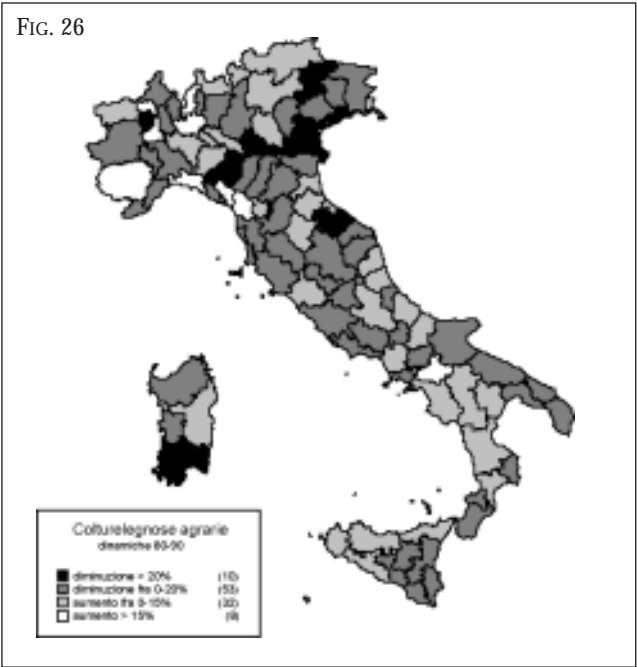 FIG. 26
Colturelegnose agrarie
dinamiche 80-90
diminuzione > 20% (10)
diminuzione fra 0-20% (53)
aumento fra 0-15% (32)
aumento > 15% (8)